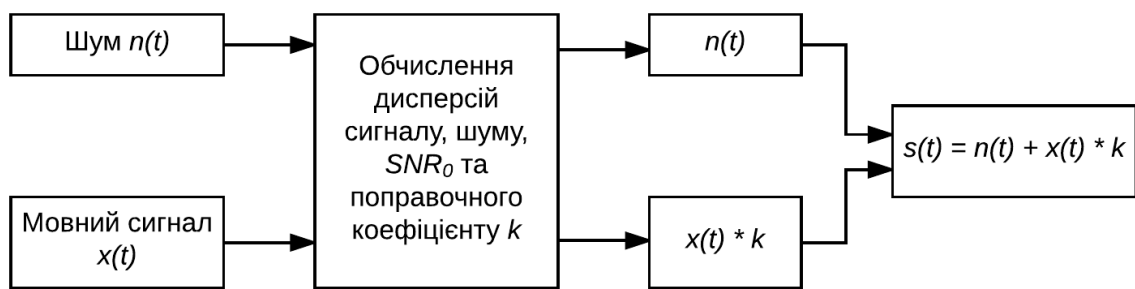 Шум n(t)
Мовний сигнал
x(t)
Обчислення
дисперсій
сигналу, шуму,
SNR₀ та
поправочного
коефіцієнту k
n(t)
x(t) * k
s(t) = n(t) + x(t) * k